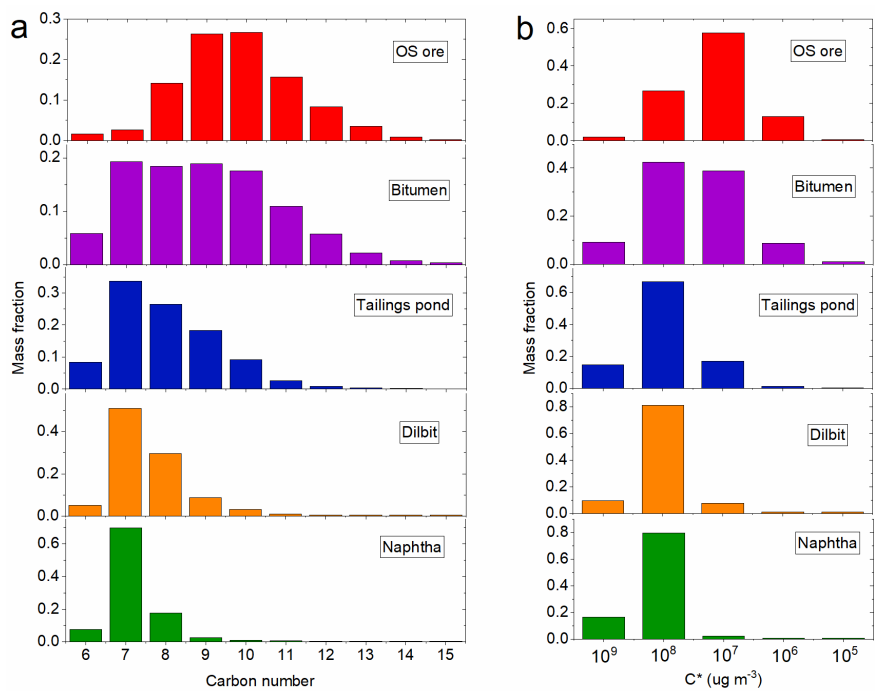 a
b
0.3
0.2
0.1
0.0
OS ore
0.6
0.4
0.2
0.0
OS ore
0.2
0.1
0.0
Bitumen
0.4
0.2
0.0
Bitumen
Mass fraction
0.3
0.2
0.1
0.0
Tailings pond
Mass fraction
0.6
0.4
0.2
0.0
Tailings pond
0.4
0.2
0.0
Dilbit
0.8
0.6
0.4
0.2
0.0
Dilbit
0.6
0.4
0.2
0.0
Naphtha
0.8
0.6
0.4
0.2
0.0
Naphtha
6 7 8 9 10 11 12 13 14 15
Carbon number
10⁹ 10⁸ 10⁷ 10⁶ 10⁵
C* (ug m⁻³)